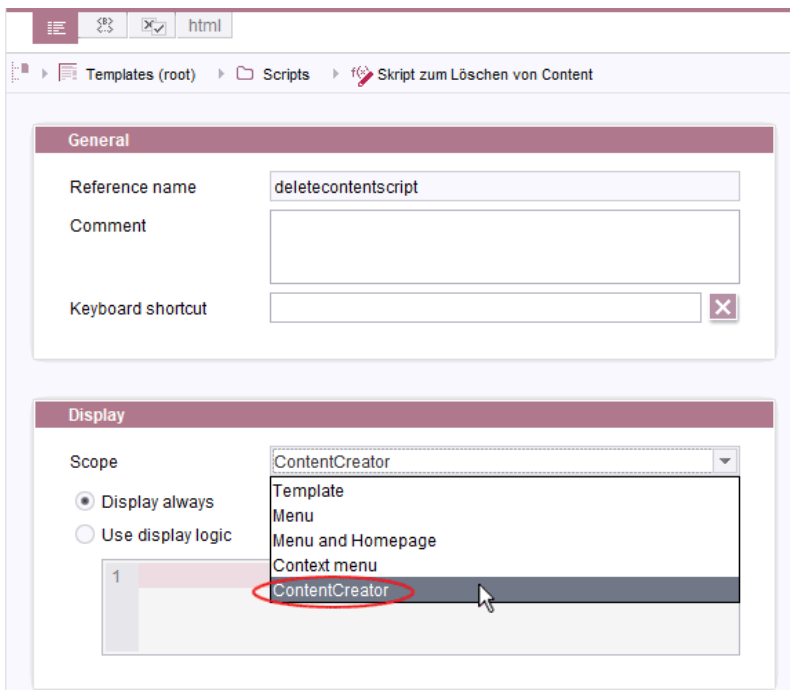 html
Templates (root) Scripts f(x) Skript zum Löschen von Content
General
Reference name deletecontentscript
Comment
Keyboard shortcut
Display
Scope ContentCreator
Template
Display always
Menu
Use display logic
Menu and Homepage
Context menu
1
ContentCreator